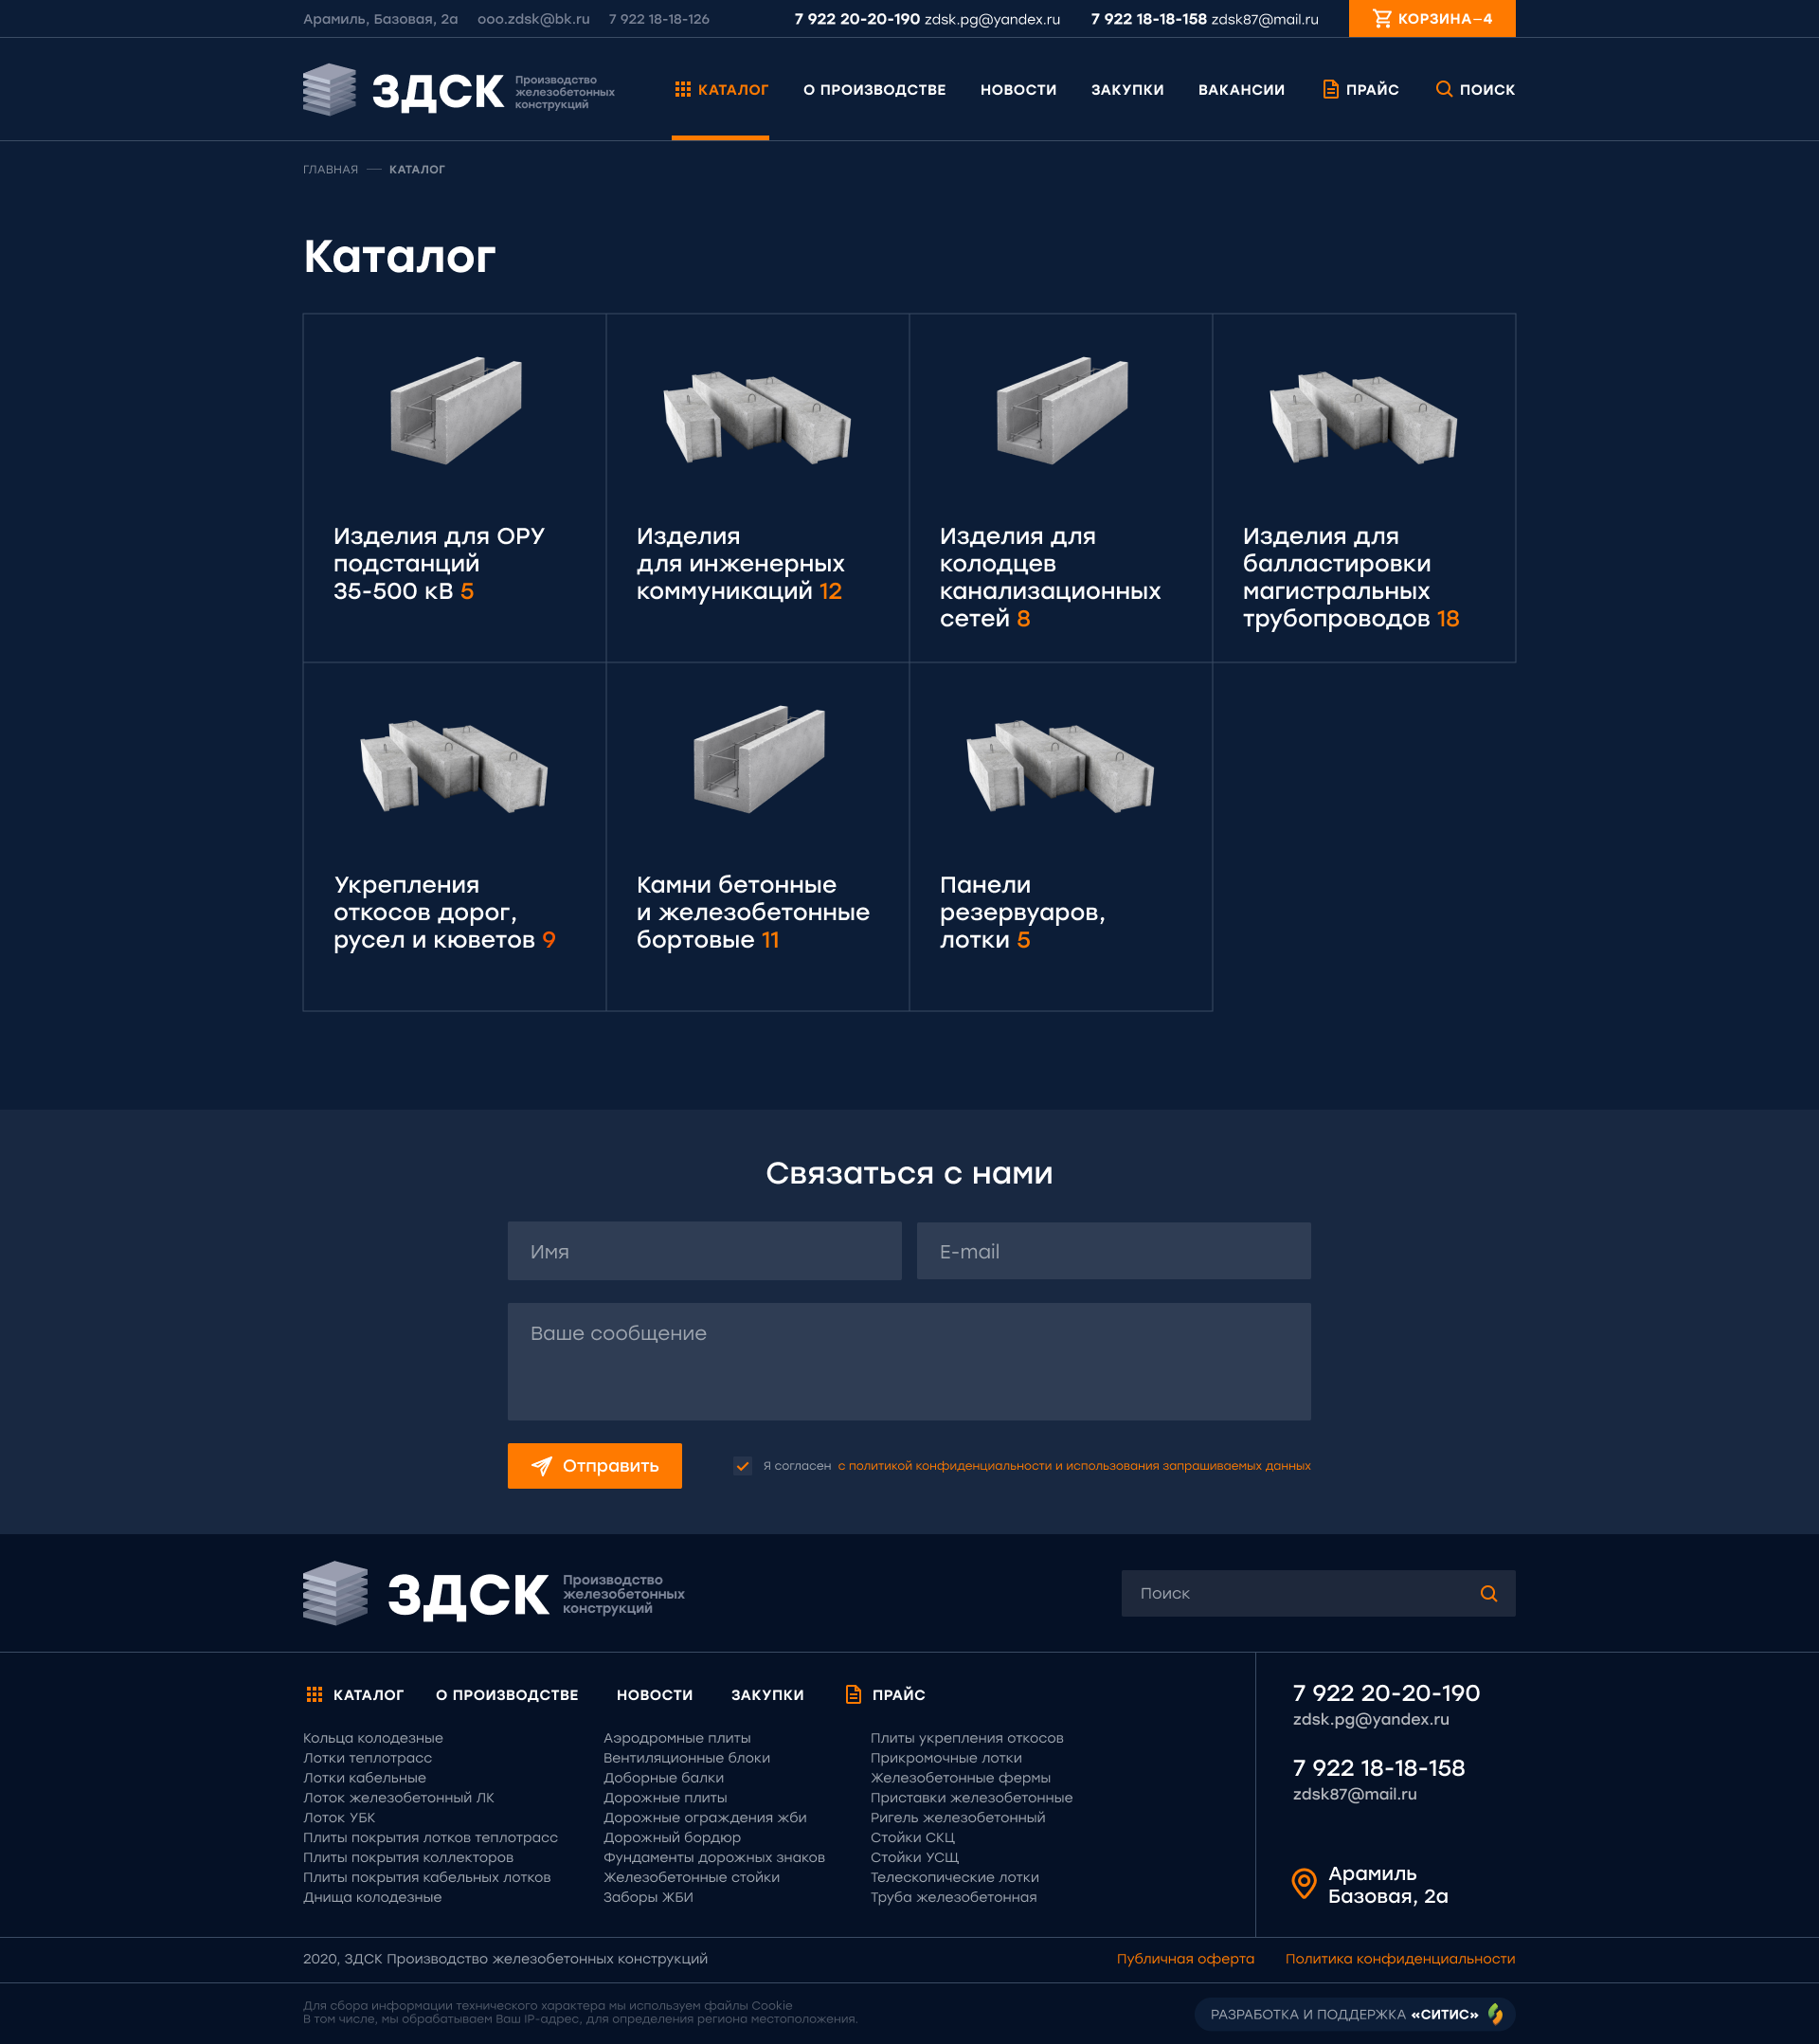 Арамиль, Базовая, 2а ooo.zdsk@bk.ru 7 922 18-18-126 7 922 20-20-190 zdsk.pg@yandex.ru 7 922 18-18-158 zdsk87@mail.ru КОРЗИНА—4
ЗДСК
Производство
железобетонных
конструкций
КАТАЛОГ О ПРОИЗВОДСТВЕ НОВОСТИ ЗАКУПКИ ВАКАНСИИ ПРАЙС ПОИСК
ГЛАВНАЯ — КАТАЛОГ
Каталог
Изделия для ОРУ
подстанций
35-500 кВ 5
Изделия
для инженерных
коммуникаций 12
Изделия для
колодцев
канализационных
сетей 8
Изделия для
балластировки
магистральных
трубопроводов 18
Укрепления
откосов дорог,
русел и кюветов 9
Камни бетонные
и железобетонные
бортовые 11
Панели
резервуаров,
лотки 5
Связаться с нами
Имя
E-mail
Ваше сообщение
Отправить
Я согласен с политикой конфиденциальности и использования запрашиваемых данных
ЗДСК
Производство
железобетонных
конструкций
Поиск
КАТАЛОГ О ПРОИЗВОДСТВЕ НОВОСТИ ЗАКУПКИ ПРАЙС
Кольца колодезные
Лотки теплотрасс
Лотки кабельные
Лоток железобетонный ЛК
Лоток УБК
Плиты покрытия лотков теплотрасс
Плиты покрытия коллекторов
Плиты покрытия кабельных лотков
Днища колодезные
Аэродромные плиты
Вентиляционные блоки
Доборные балки
Дорожные плиты
Дорожные ограждения жби
Дорожный бордюр
Фундаменты дорожных знаков
Железобетонные стойки
Заборы ЖБИ
Плиты укрепления откосов
Прикромочные лотки
Железобетонные фермы
Приставки железобетонные
Ригель железобетонный
Стойки СКЦ
Стойки УСЩ
Телескопические лотки
Труба железобетонная
7 922 20-20-190
zdsk.pg@yandex.ru
7 922 18-18-158
zdsk87@mail.ru
Арамиль
Базовая, 2а
2020, ЗДСК Производство железобетонных конструкций
Публичная оферта Политика конфиденциальности
Для сбора информации технического характера мы используем файлы Cookie
В том числе, мы обрабатываем Ваш IP-адрес, для определения региона местоположения.
РАЗРАБОТКА И ПОДДЕРЖКА «СИТИС»